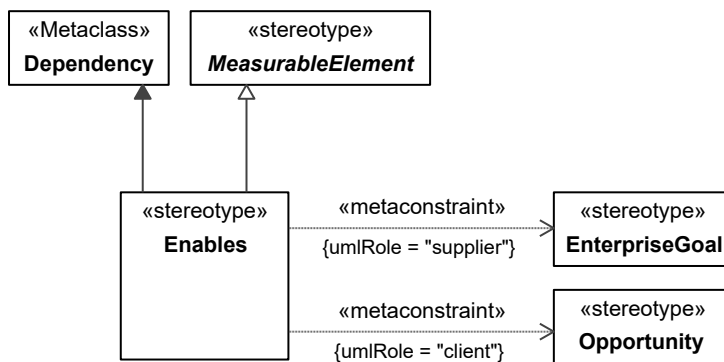 «Metaclass»
Dependency
«stereotype»
MeasurableElement
«stereotype»
Enables
«metaconstraint»
{umlRole = "supplier"}
«stereotype»
EnterpriseGoal
«metaconstraint»
{umlRole = "client"}
«stereotype»
Opportunity